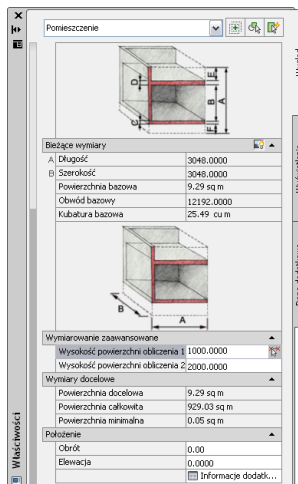 Pomieszczenie
D
E
B
A
C
F
Bieżące wymiary
A Długość 3048.0000
B Szerokość 3048.0000
Powierzchnia bazowa 9.29 sq m
Obwód bazowy 12192.0000
Kubatura bazowa 25.49 cu m
B
A
Wymiarowanie zaawansowane
Wysokość powierzchni obliczenia 1 1000.0000
Wysokość powierzchni obliczenia 2 2000.0000
Wymiary docelowe
Powierzchnia docelowa 9.29 sq m
Powierzchnia całkowita 929.03 sq m
Powierzchnia minimalna 0.05 sq m
Położenie
Obrót 0.00
Elewacja 0.0000
Informacje dodatk...
Właściwości